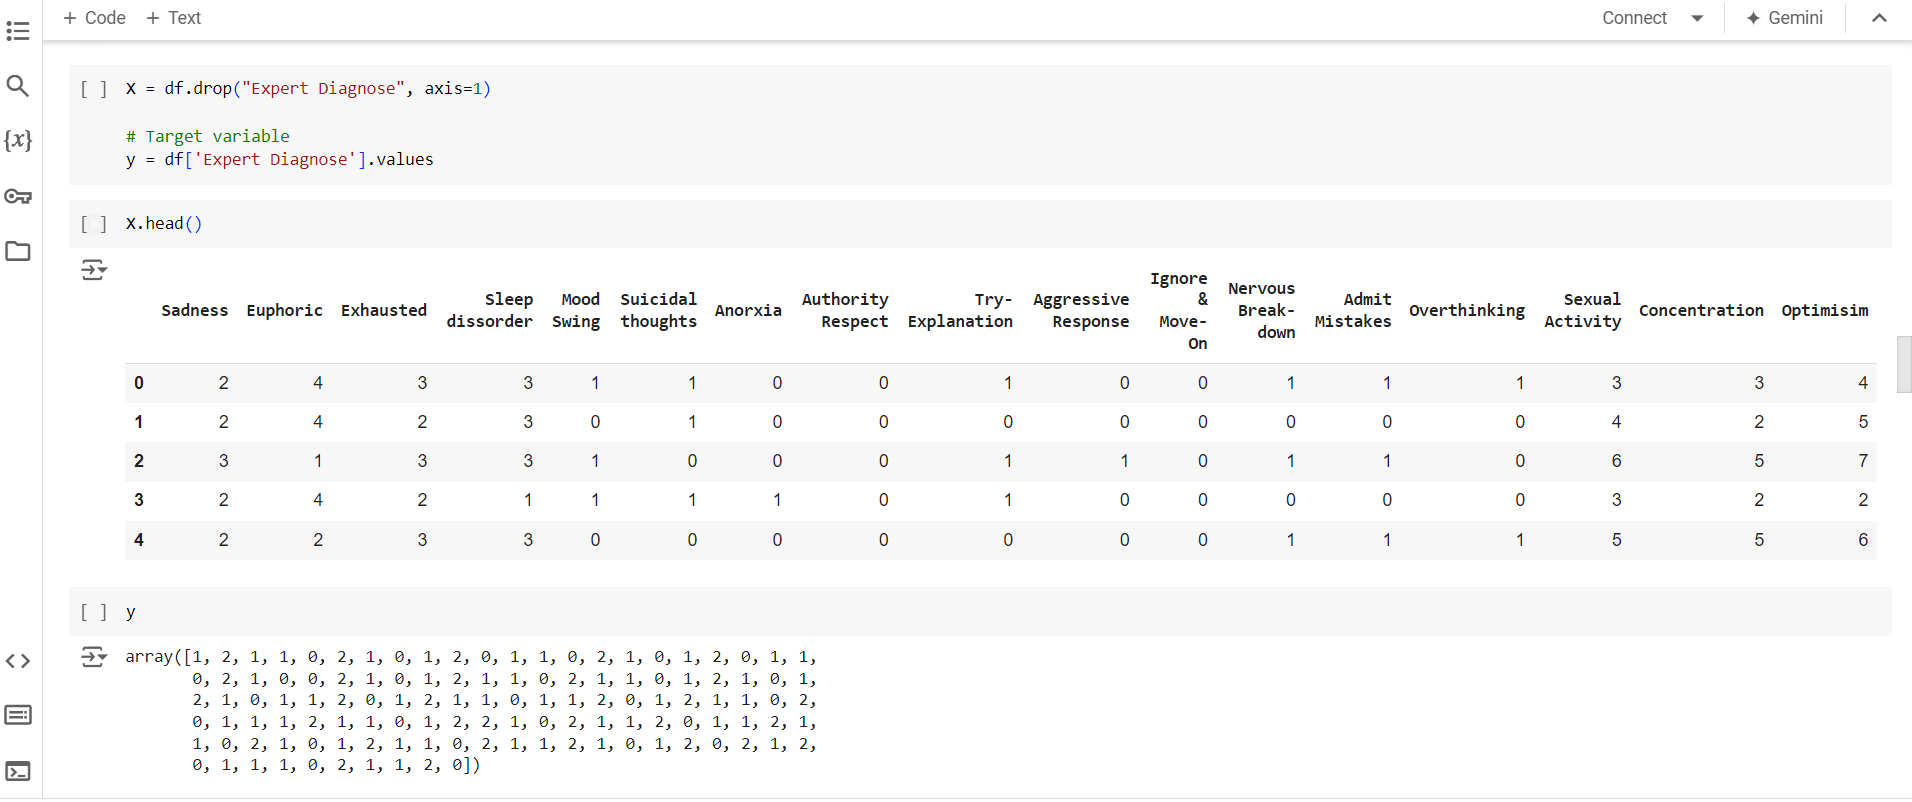 + Code + Text Connect Gemini
[ ] X = df.drop("Expert Diagnose", axis=1)
# Target variable
y = df['Expert Diagnose'].values
[ ] X.head()
Sadness Euphoric Exhausted Sleep dissorder Mood Swing Suicidal thoughts Anorxia Authority Respect Try-Explanation Aggressive Response Ignore & Move-On Nervous Break-down Admit Mistakes Overthinking Sexual Activity Concentration Optimisim
0 2 4 3 3 1 1 0 0 1 0 0 1 1 1 3 3 4
1 2 4 2 3 0 1 0 0 0 0 0 0 0 0 4 2 5
2 3 1 3 3 1 0 0 0 1 1 0 1 1 0 6 5 7
3 2 4 2 1 1 1 1 0 1 0 0 0 0 0 3 2 2
4 2 2 3 3 0 0 0 0 0 0 0 1 1 1 5 5 6
[ ] y
array([1, 2, 1, 1, 0, 2, 1, 0, 1, 2, 0, 1, 1, 0, 2, 1, 0, 1, 2, 0, 1, 1,
0, 2, 1, 0, 0, 2, 1, 0, 1, 2, 1, 1, 0, 2, 1, 1, 0, 1, 2, 1, 0, 1,
2, 1, 0, 1, 1, 2, 0, 1, 2, 1, 1, 0, 1, 1, 2, 0, 1, 2, 1, 1, 0, 2,
0, 1, 1, 1, 2, 1, 1, 0, 1, 2, 2, 1, 0, 2, 1, 1, 2, 0, 1, 1, 2, 1,
1, 0, 2, 1, 0, 1, 2, 1, 1, 0, 2, 1, 1, 2, 1, 0, 1, 2, 0, 2, 1, 2,
0, 1, 1, 1, 0, 2, 1, 1, 2, 0])